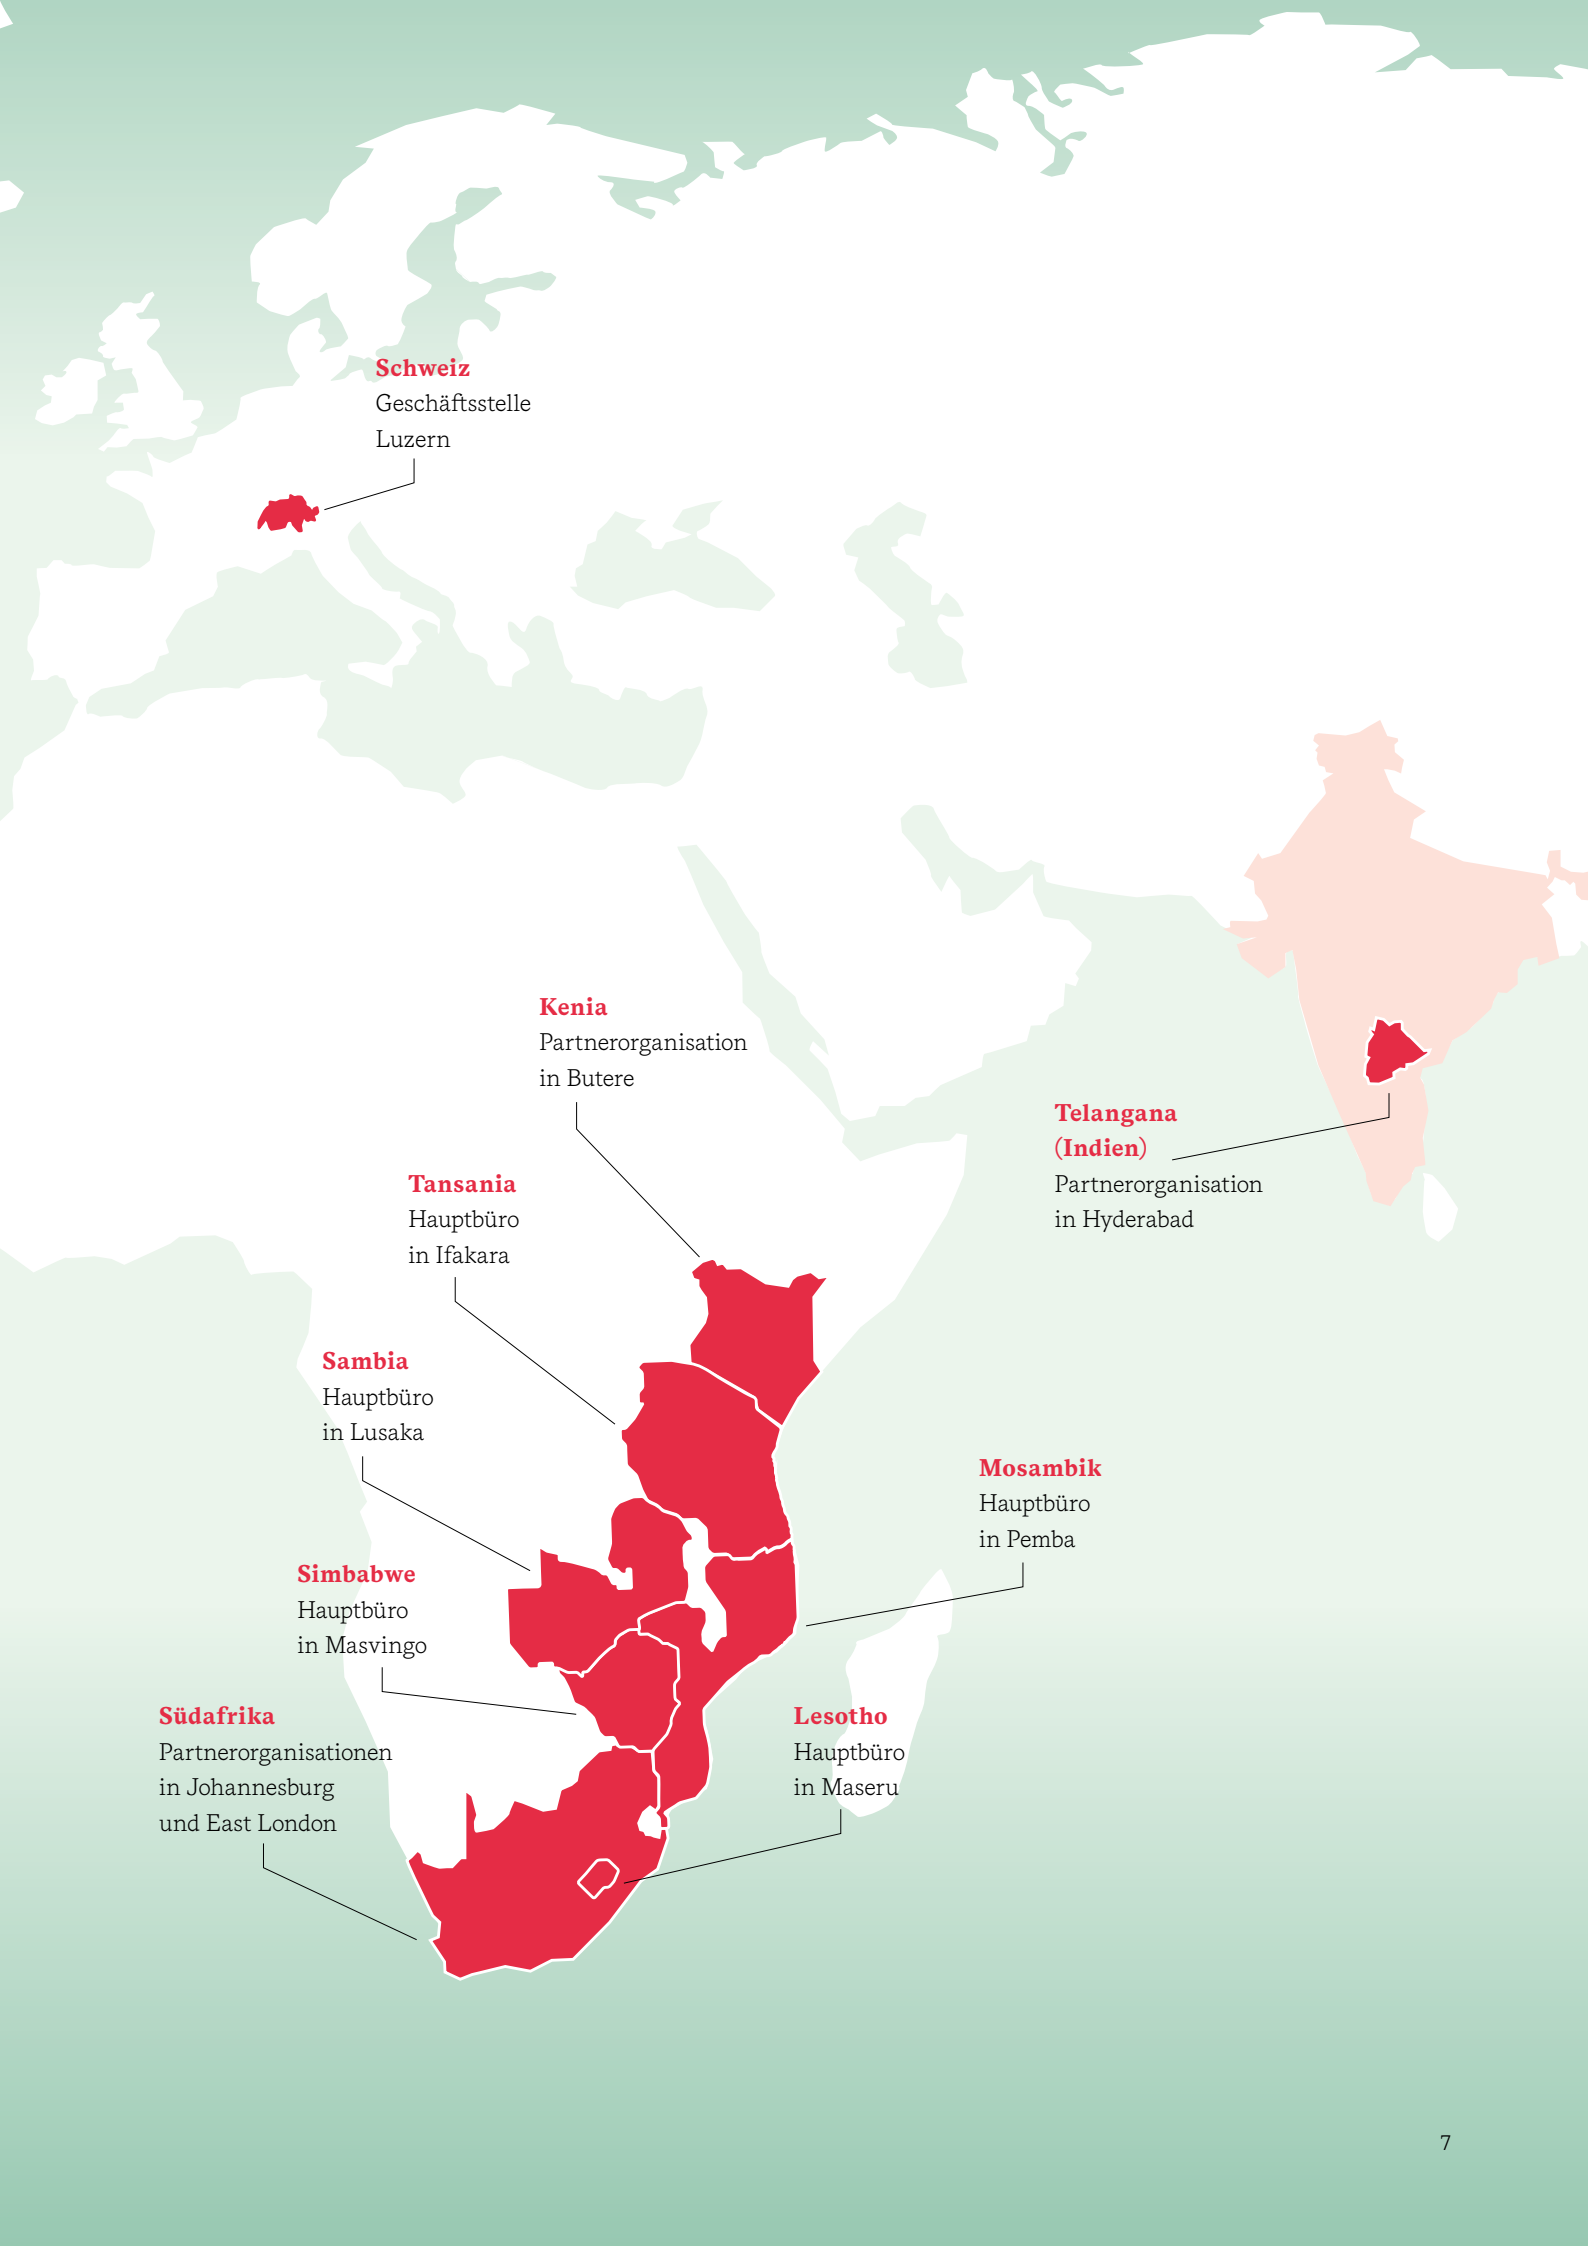 Schweiz
Geschäftsstelle
Luzern
Kenia
Partnerorganisation
in Butere
Telangana
(Indien)
Partnerorganisation
in Hyderabad
Tansania
Hauptbüro
in Ifakara
Sambia
Hauptbüro
in Lusaka
Mosambik
Hauptbüro
in Pemba
Simbabwe
Hauptbüro
in Masvingo
Südafrika
Partnerorganisationen
in Johannesburg
und East London
Lesotho
Hauptbüro
in Maseru
7